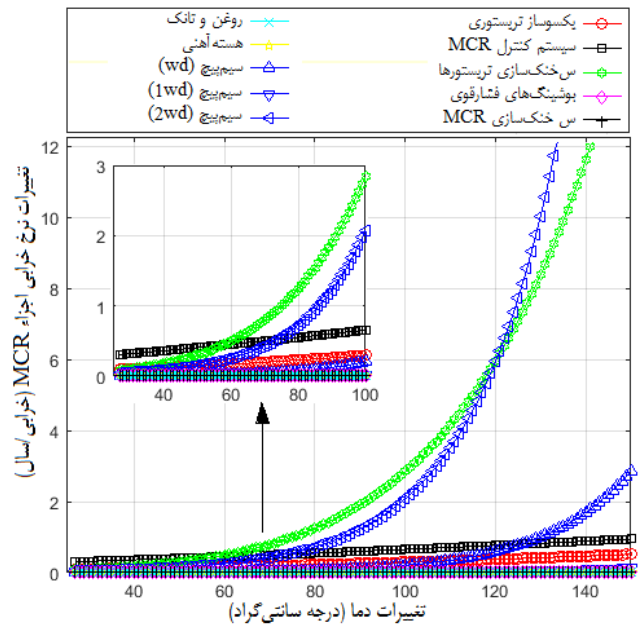 یکسوساز تریستوری
سیستم کنترل MCR
س‌خنک‌سازی تریستورها
بوشینگ‌های فشارقوی
س خنک‌سازی MCR
روغن و تانک
هسته‌آهنی
سیم‌پیچ (wd)
سیم‌پیچ (1wd)
سیم‌پیچ (2wd)
تغییرات نرخ خرابی اجزاء MCR (خرابی/سال)
12
10
8
6
4
2
0
3
2
1
0
40 60 80 100
40 60 80 100 120 140
تغییرات دما (درجه سانتی‌گراد)